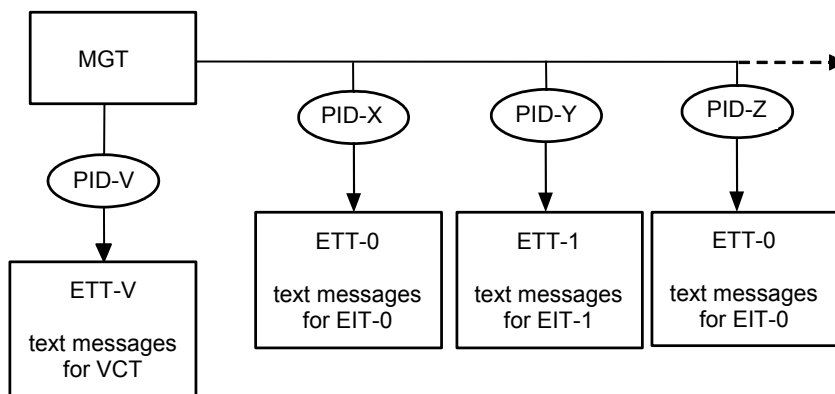 MGT
PID-X
PID-Y
PID-Z
PID-V
ETT-0
text messages
for EIT-0
ETT-1
text messages
for EIT-1
ETT-0
text messages
for EIT-0
ETT-V
text messages
for VCT